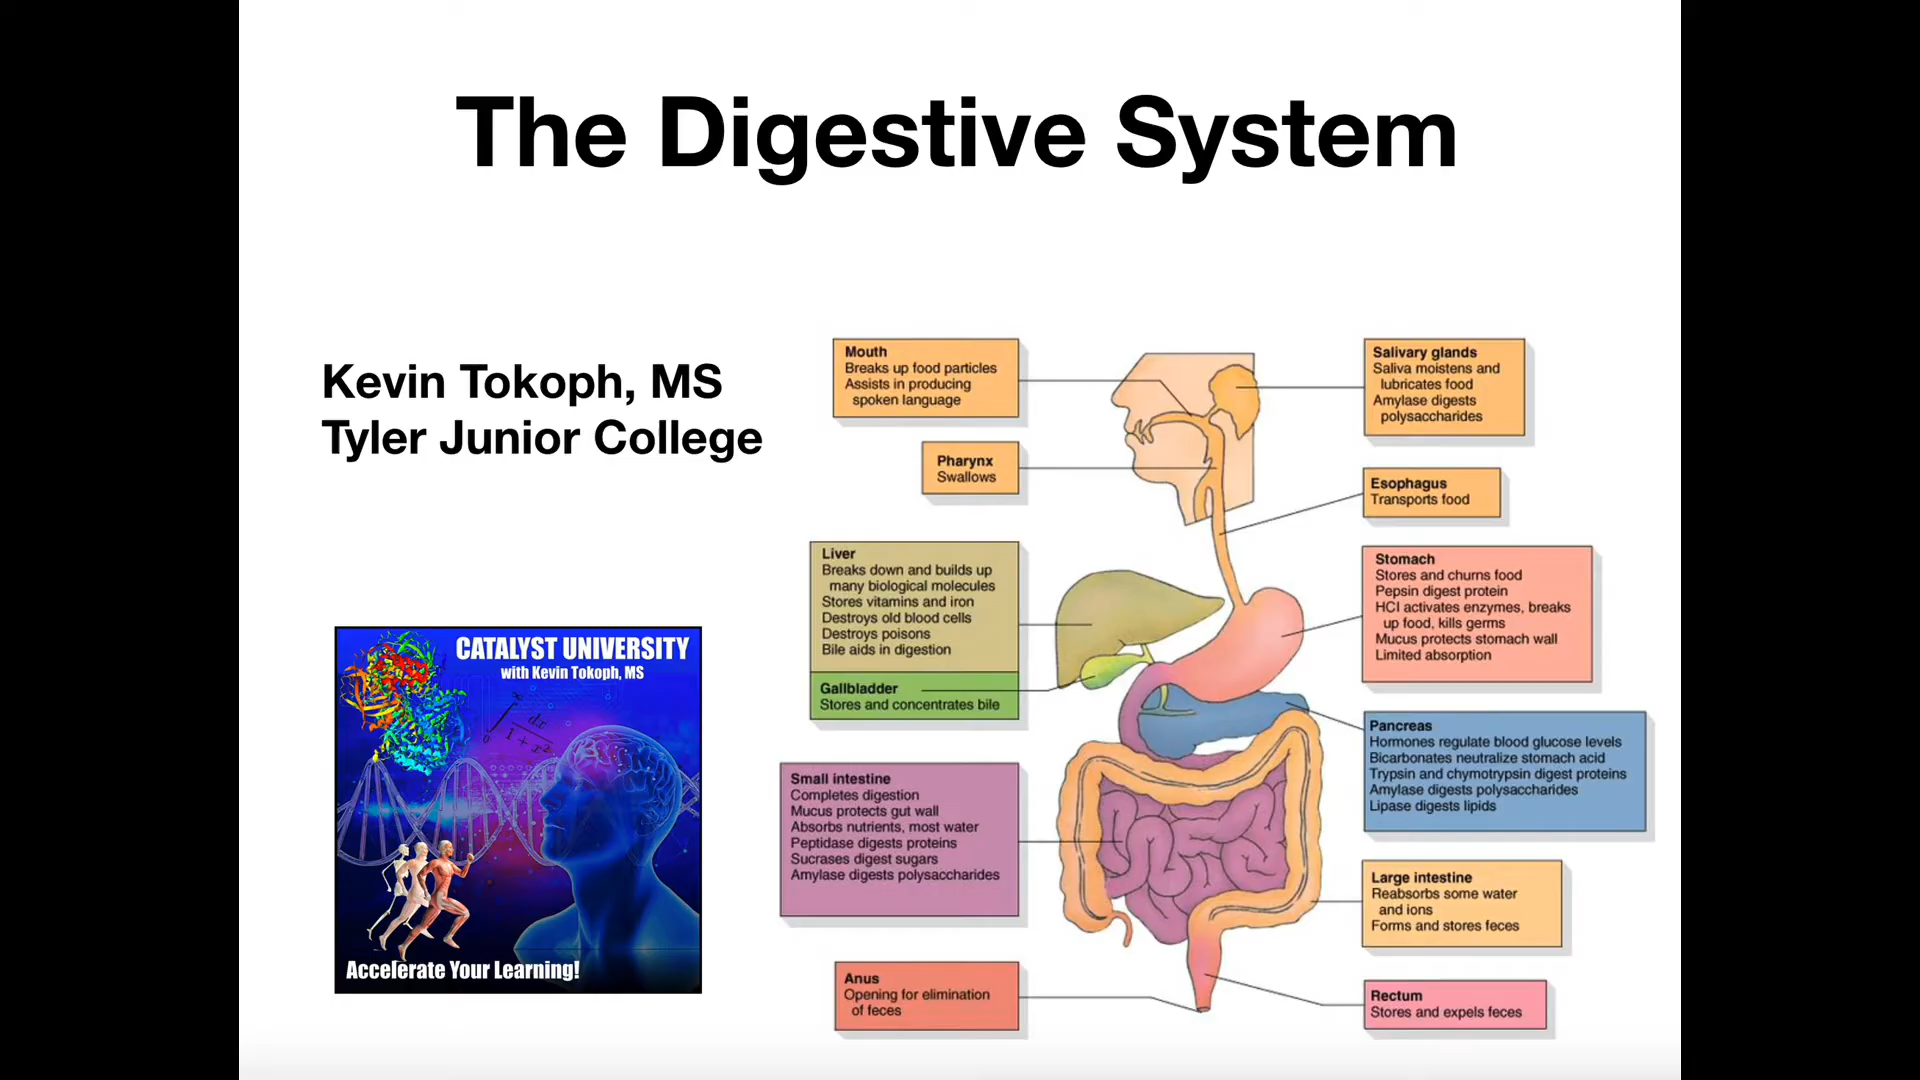 The Digestive System
Kevin Tokoph, MS
Tyler Junior College
CATALYST UNIVERSITY
with Kevin Tokoph, MS
∞
dx
0
1 + x²
Accelerate Your Learning!
Mouth
Breaks up food particles
Assists in producing
spoken language
Pharynx
Swallows
Liver
Breaks down and builds up
many biological molecules
Stores vitamins and iron
Destroys old blood cells
Destroys poisons
Bile aids in digestion
Gallbladder
Stores and concentrates bile
Small intestine
Completes digestion
Mucus protects gut wall
Absorbs nutrients, most water
Peptidase digests proteins
Sucrases digest sugars
Amylase digests polysaccharides
Anus
Opening for elimination
of feces
Salivary glands
Saliva moistens and
lubricates food
Amylase digests
polysaccharides
Esophagus
Transports food
Stomach
Stores and churns food
Pepsin digest protein
HCl activates enzymes, breaks
up food, kills germs
Mucus protects stomach wall
Limited absorption
Pancreas
Hormones regulate blood glucose levels
Bicarbonates neutralize stomach acid
Trypsin and chymotrypsin digest proteins
Amylase digests polysaccharides
Lipase digests lipids
Large intestine
Reabsorbs some water
and ions
Forms and stores feces
Rectum
Stores and expels feces